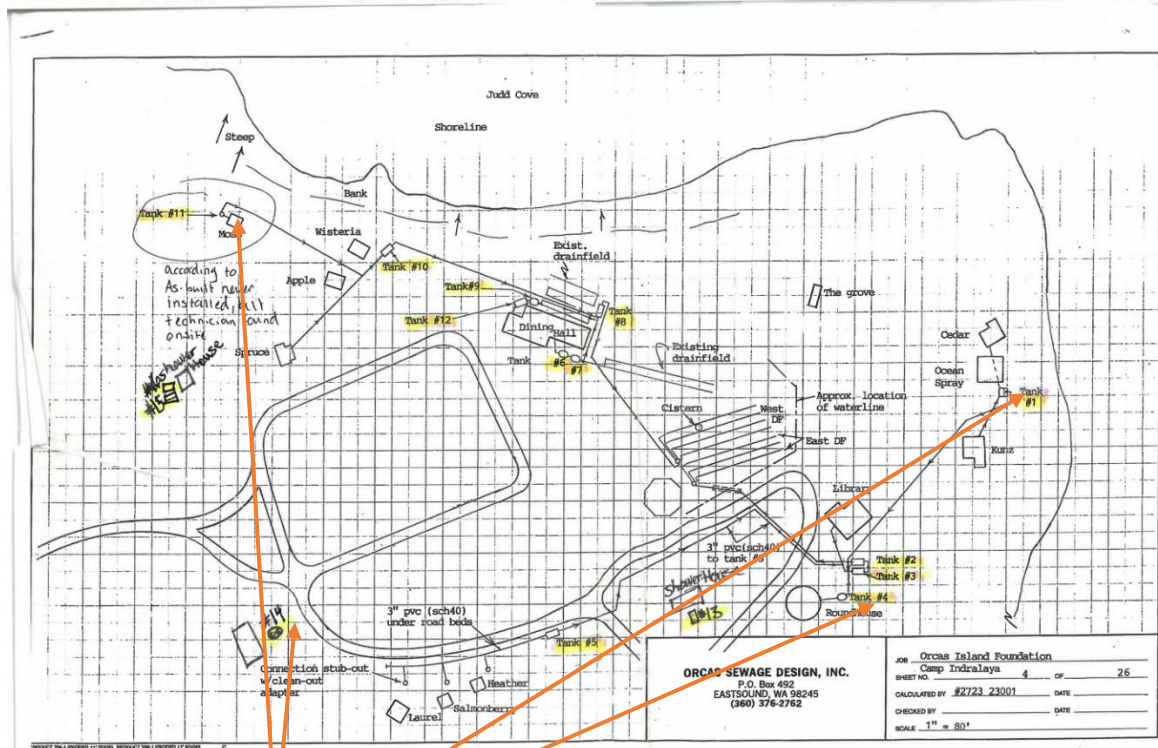 Judd Cove
Shoreline
Steep
Bank
Tank #11
Moss
Wisteria
Tank #10
Apple
According to
As-built never
installed, but
technician found
onsite
Exist.
drainfield
Tank#9
Tank #12
Tank
#8
Dining
Hall
Tank
#6
#7
Existing
drainfield
The grove
Cedar
Ocean
Spray
Tank
#1
Kunz
Approx. location
of waterline
Cistern
West
DF
East DF
Spruce
shower
House
#15
Library
3" pvc(sch40)
to tank
Tank #2
Tank #3
Tank #4
Roundhouse
Shower House
#13
#14
3" pvc (sch40)
under road beds
Tank #5
Connection stub-out
w/clean-out
adapter
Heather
Salmonberry
Laurel
ORCAS SEWAGE DESIGN, INC.
P.O. Box 492
EASTSOUND, WA 98245
(360) 376-2762
JOB Orcas Island Foundation
Camp Indralaya
SHEET NO. 4 OF 26
CALCULATED BY #2723 23001 DATE
CHECKED BY DATE
SCALE 1" = 80'